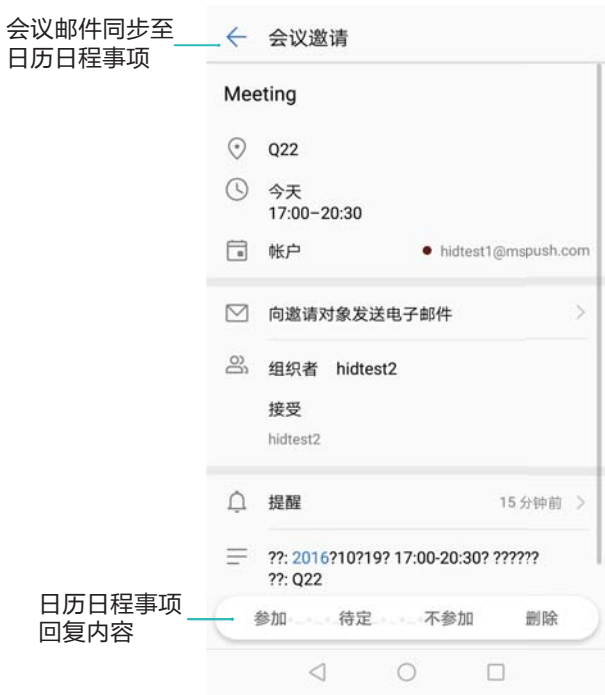 会议邮件同步至
日历日程事项
会议邀请
Meeting
Q22
今天
17:00–20:30
帐户 hidtest1@mspush.com
向邀请对象发送电子邮件
组织者 hidtest2
接受
hidtest2
提醒 15 分钟前
??: 2016?10?19? 17:00-20:30? ??????
??: Q22
日历日程事项
回复内容
参加 待定 不参加 删除